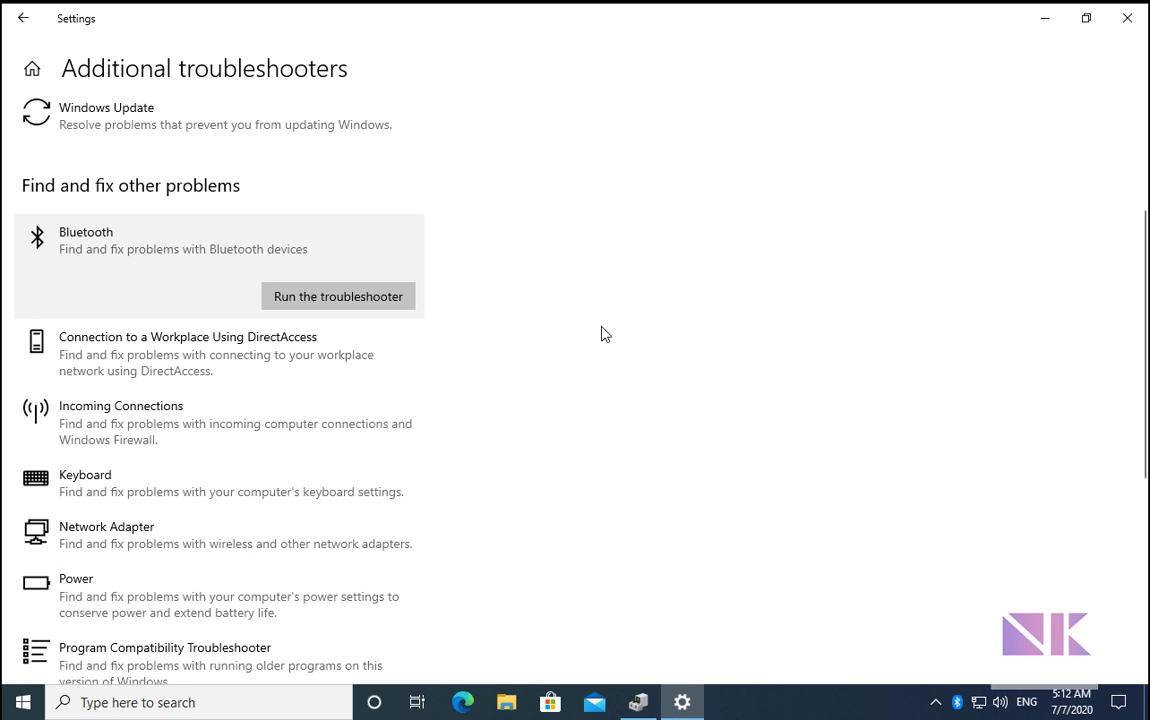 Settings
Additional troubleshooters
Windows Update
Resolve problems that prevent you from updating Windows.
Find and fix other problems
Bluetooth
Find and fix problems with Bluetooth devices
Run the troubleshooter
Connection to a Workplace Using DirectAccess
Find and fix problems with connecting to your workplace
network using DirectAccess.
Incoming Connections
Find and fix problems with incoming computer connections and
Windows Firewall.
Keyboard
Find and fix problems with your computer's keyboard settings.
Network Adapter
Find and fix problems with wireless and other network adapters.
Power
Find and fix problems with your computer's power settings to
conserve power and extend battery life.
Program Compatibility Troubleshooter
Find and fix problems with running older programs on this
version of Windows.
NK
Type here to search
ENG
5:12 AM
7/7/2020